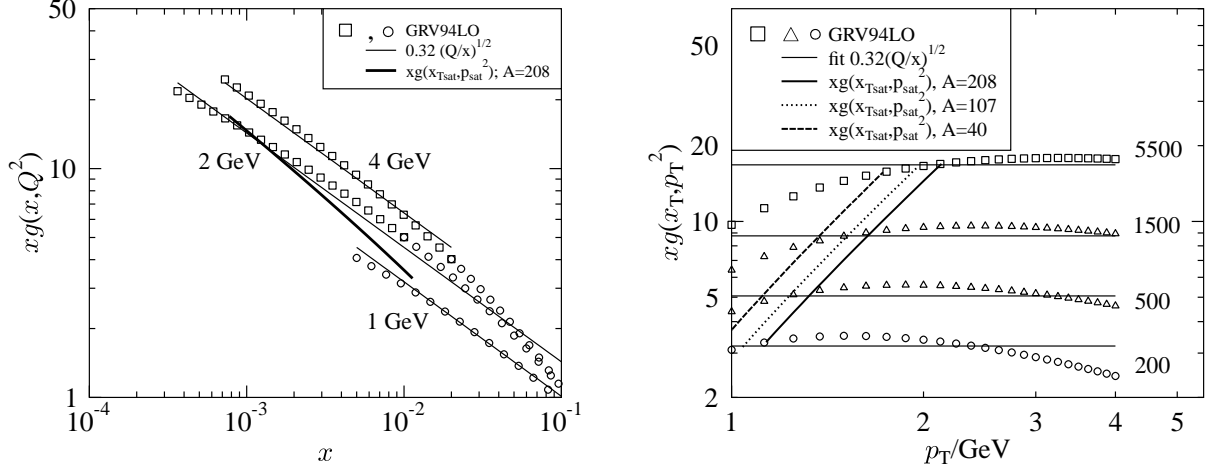 50
10
1
10^-4
10^-3
10^-2
10^-1
x
xg(x,Q^2)
□ , ○ GRV94LO
0.32 (Q/x)^1/2
xg(x_Tsat,p_sat^2); A=208
2 GeV
4 GeV
1 GeV
70
50
20
10
5
2
1
2
3
4
5
p_T/GeV
xg(x_T,p_T^2)
□ △ ○ GRV94LO
fit 0.32(Q/x)^1/2
xg(x_Tsat,p_sat^2), A=208
xg(x_Tsat,p_sat^2), A=107
xg(x_Tsat,p_sat^2), A=40
5500
1500
500
200